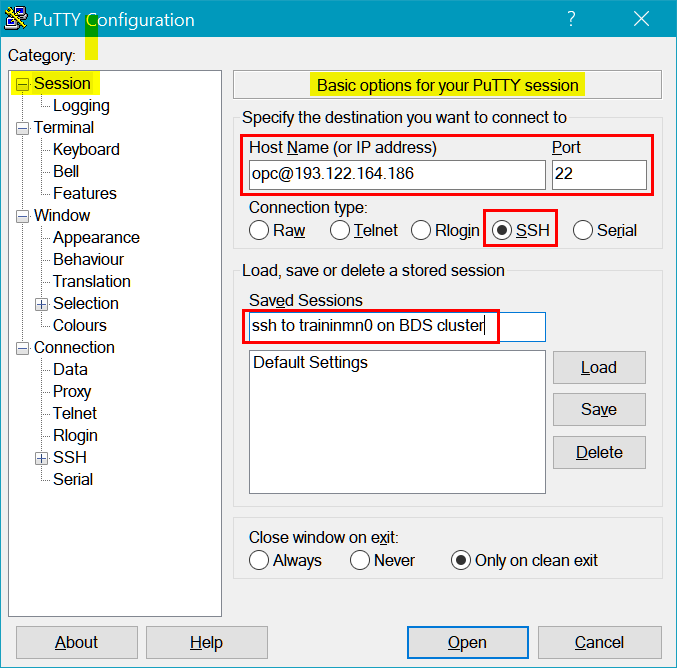 PuTTY Configuration ?
Category:
Session
Logging
Terminal
Keyboard
Bell
Features
Window
Appearance
Behaviour
Translation
Selection
Colours
Connection
Data
Proxy
Telnet
Rlogin
SSH
Serial
Basic options for your PuTTY session
Specify the destination you want to connect to
Host Name (or IP address) Port
opc@193.122.164.186 22
Connection type:
Raw Telnet Rlogin SSH Serial
Load, save or delete a stored session
Saved Sessions
ssh to traininmn0 on BDS cluster
Default Settings
Load
Save
Delete
Close window on exit:
Always Never Only on clean exit
About Help Open Cancel